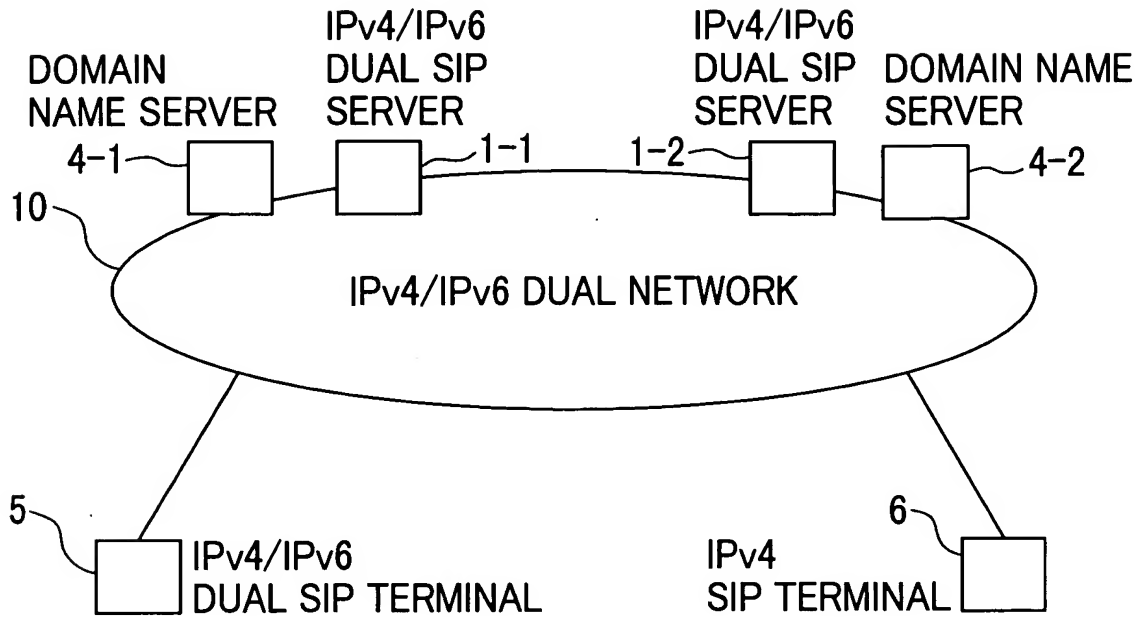 DOMAIN
NAME SERVER
IPv4/IPv6
DUAL SIP
SERVER
IPv4/IPv6
DUAL SIP
SERVER
DOMAIN NAME
SERVER
4-1
1-1
1-2
4-2
10
IPv4/IPv6 DUAL NETWORK
5
IPv4/IPv6
DUAL SIP TERMINAL
6
IPv4
SIP TERMINAL